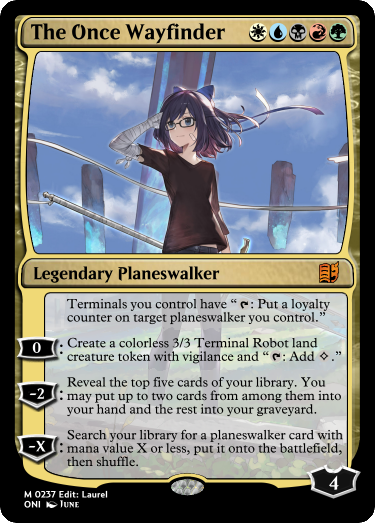 The Once Wayfinder
Legendary Planeswalker
Terminals you control have “ : Put a loyalty
counter on target planeswalker you control.”
0 : Create a colorless 3/3 Terminal Robot land
creature token with vigilance and “ : Add .”
-2 : Reveal the top five cards of your library. You
may put up to two cards from among them into
your hand and the rest into your graveyard.
-X : Search your library for a planeswalker card with
mana value X or less, put it onto the battlefield,
then shuffle.
4
M 0237 Edit: Laurel
ONI JUNE